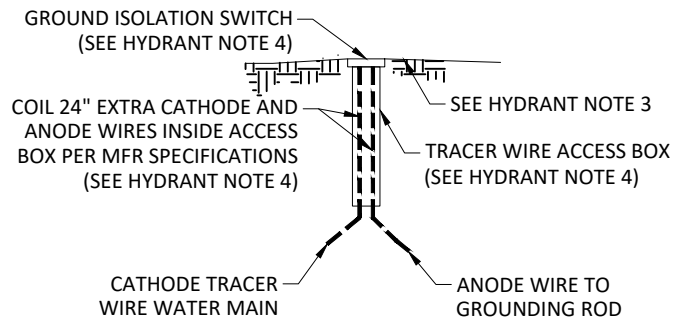 GROUND ISOLATION SWITCH
(SEE HYDRANT NOTE 4)
COIL 24" EXTRA CATHODE AND
ANODE WIRES INSIDE ACCESS
BOX PER MFR SPECIFICATIONS
(SEE HYDRANT NOTE 4)
SEE HYDRANT NOTE 3
TRACER WIRE ACCESS BOX
(SEE HYDRANT NOTE 4)
CATHODE TRACER
WIRE WATER MAIN
ANODE WIRE TO
GROUNDING ROD